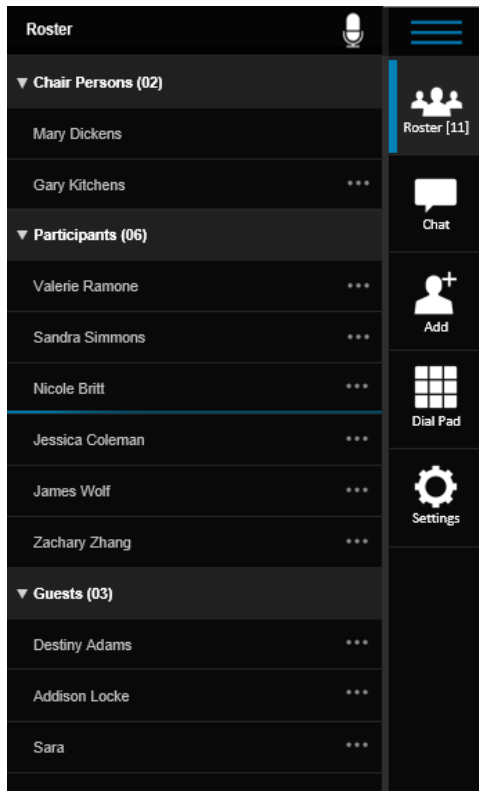 Roster
▼ Chair Persons (02)
Mary Dickens
Gary Kitchens
▼ Participants (06)
Valerie Ramone
Sandra Simmons
Nicole Britt
Jessica Coleman
James Wolf
Zachary Zhang
▼ Guests (03)
Destiny Adams
Addison Locke
Sara
Roster [11]
Chat
Add
Dial Pad
Settings